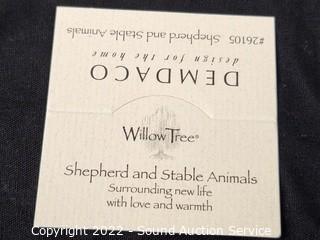 #26105 Shepherd and Stable Animals
design for the home
DEMDACO
Willow Tree®
Shepherd and Stable Animals
Surrounding new life
with love and warmth
Copyright 2022 - Sound Auction Service